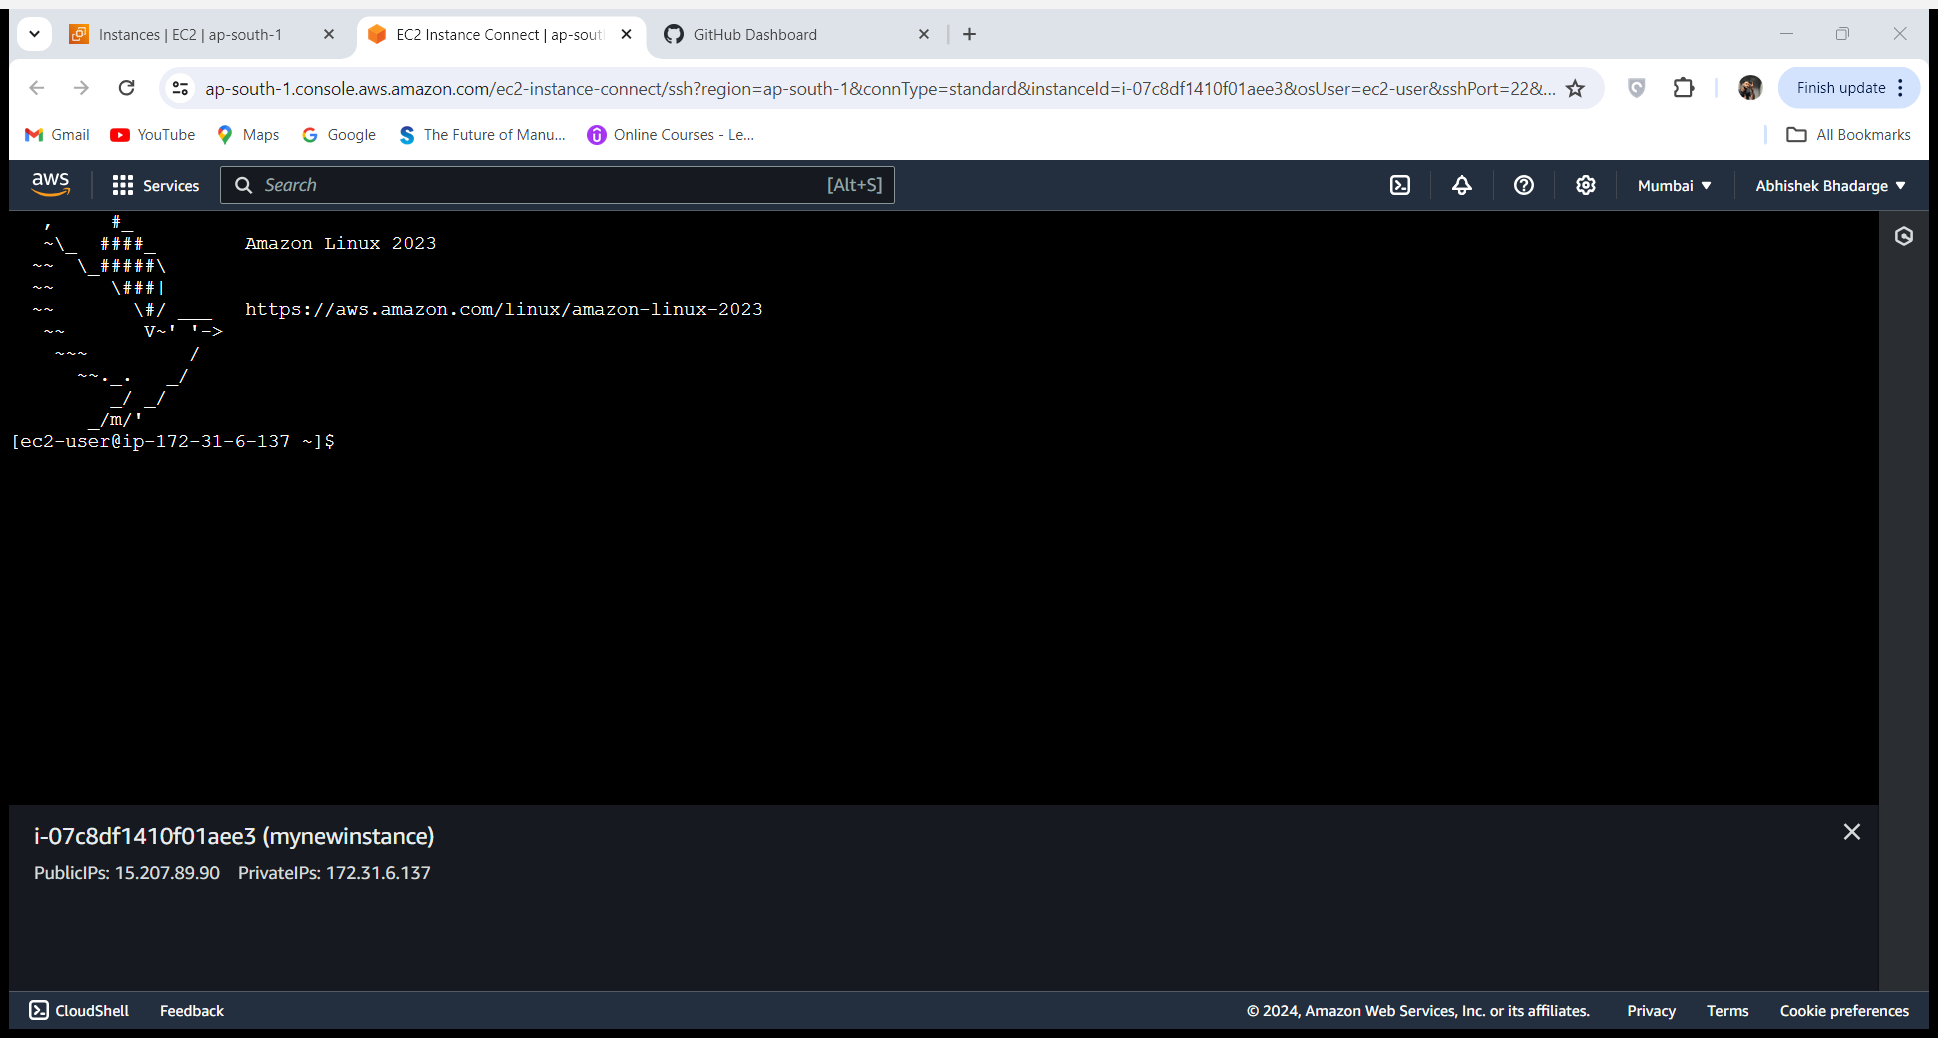 Instances | EC2 | ap-south-1
EC2 Instance Connect | ap-sout
GitHub Dashboard
ap-south-1.console.aws.amazon.com/ec2-instance-connect/ssh?region=ap-south-1&connType=standard&instanceId=i-07c8df1410f01aee3&osUser=ec2-user&sshPort=22&...
Finish update
Gmail
YouTube
Maps
Google
The Future of Manu...
Online Courses - Le...
All Bookmarks
aws
Services
Search
[Alt+S]
Mumbai
Abhishek Bhadarge
   ,     #_
   ~\_  ####_        Amazon Linux 2023
  ~~  \_#####\
  ~~     \###|
  ~~       \#/ ___   https://aws.amazon.com/linux/amazon-linux-2023
   ~~       V~' '->
    ~~~         /
      ~~._.   _/
         _/ _/
       _/m/'
[ec2-user@ip-172-31-6-137 ~]$
i-07c8df1410f01aee3 (mynewinstance)
PublicIPs: 15.207.89.90 PrivateIPs: 172.31.6.137
CloudShell
Feedback
© 2024, Amazon Web Services, Inc. or its affiliates.
Privacy
Terms
Cookie preferences